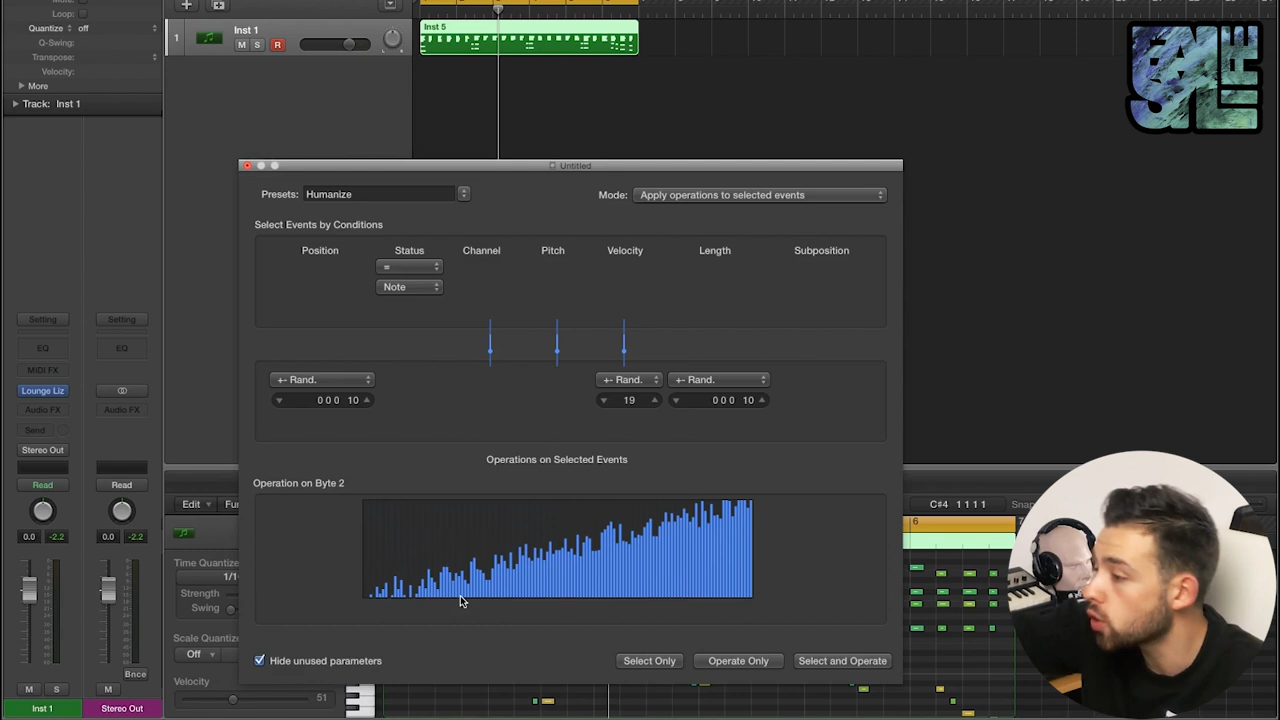 Loop:
Quantize off
Q-Swing:
Transpose:
Velocity:
More
Track: Inst 1
1
Inst 1
M S R
Inst 5
Untitled
Presets: Humanize
Mode: Apply operations to selected events
Select Events by Conditions
Position Status Channel Pitch Velocity Length Subposition
=
Note
+- Rand. +- Rand. +- Rand.
0 0 0 10 19 0 0 0 10
Operations on Selected Events
Operation on Byte 2
Hide unused parameters
Select Only Operate Only Select and Operate
Setting Setting
EQ EQ
MIDI FX
Lounge Liz
Audio FX Audio FX
Send
Stereo Out
Read Read
0.0 -2.2 0.0 -2.2
Bnce
M S M
Inst 1 Stereo Out
Edit
Time Quantize
Strength
Swing
Scale Quantize
Off
Velocity
51
C#4 1 1 1 1
6